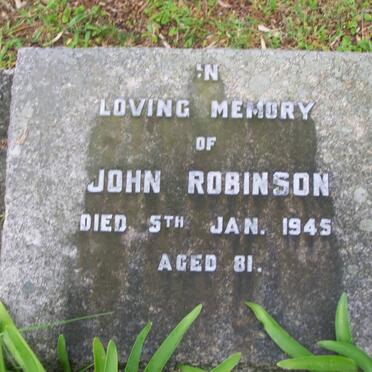 IN
LOVING MEMORY
OF
JOHN ROBINSON
DIED 5TH JAN. 1945
AGED 81.